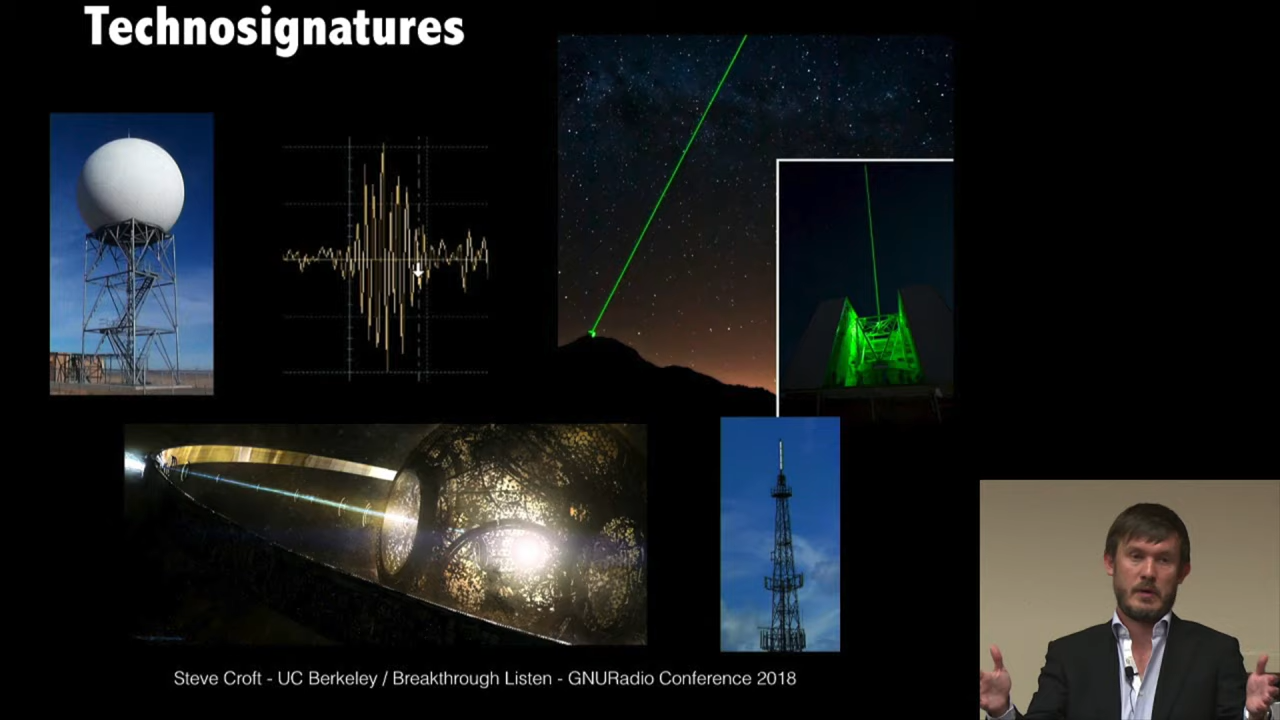 Technosignatures
Steve Croft - UC Berkeley / Breakthrough Listen - GNURadio Conference 2018